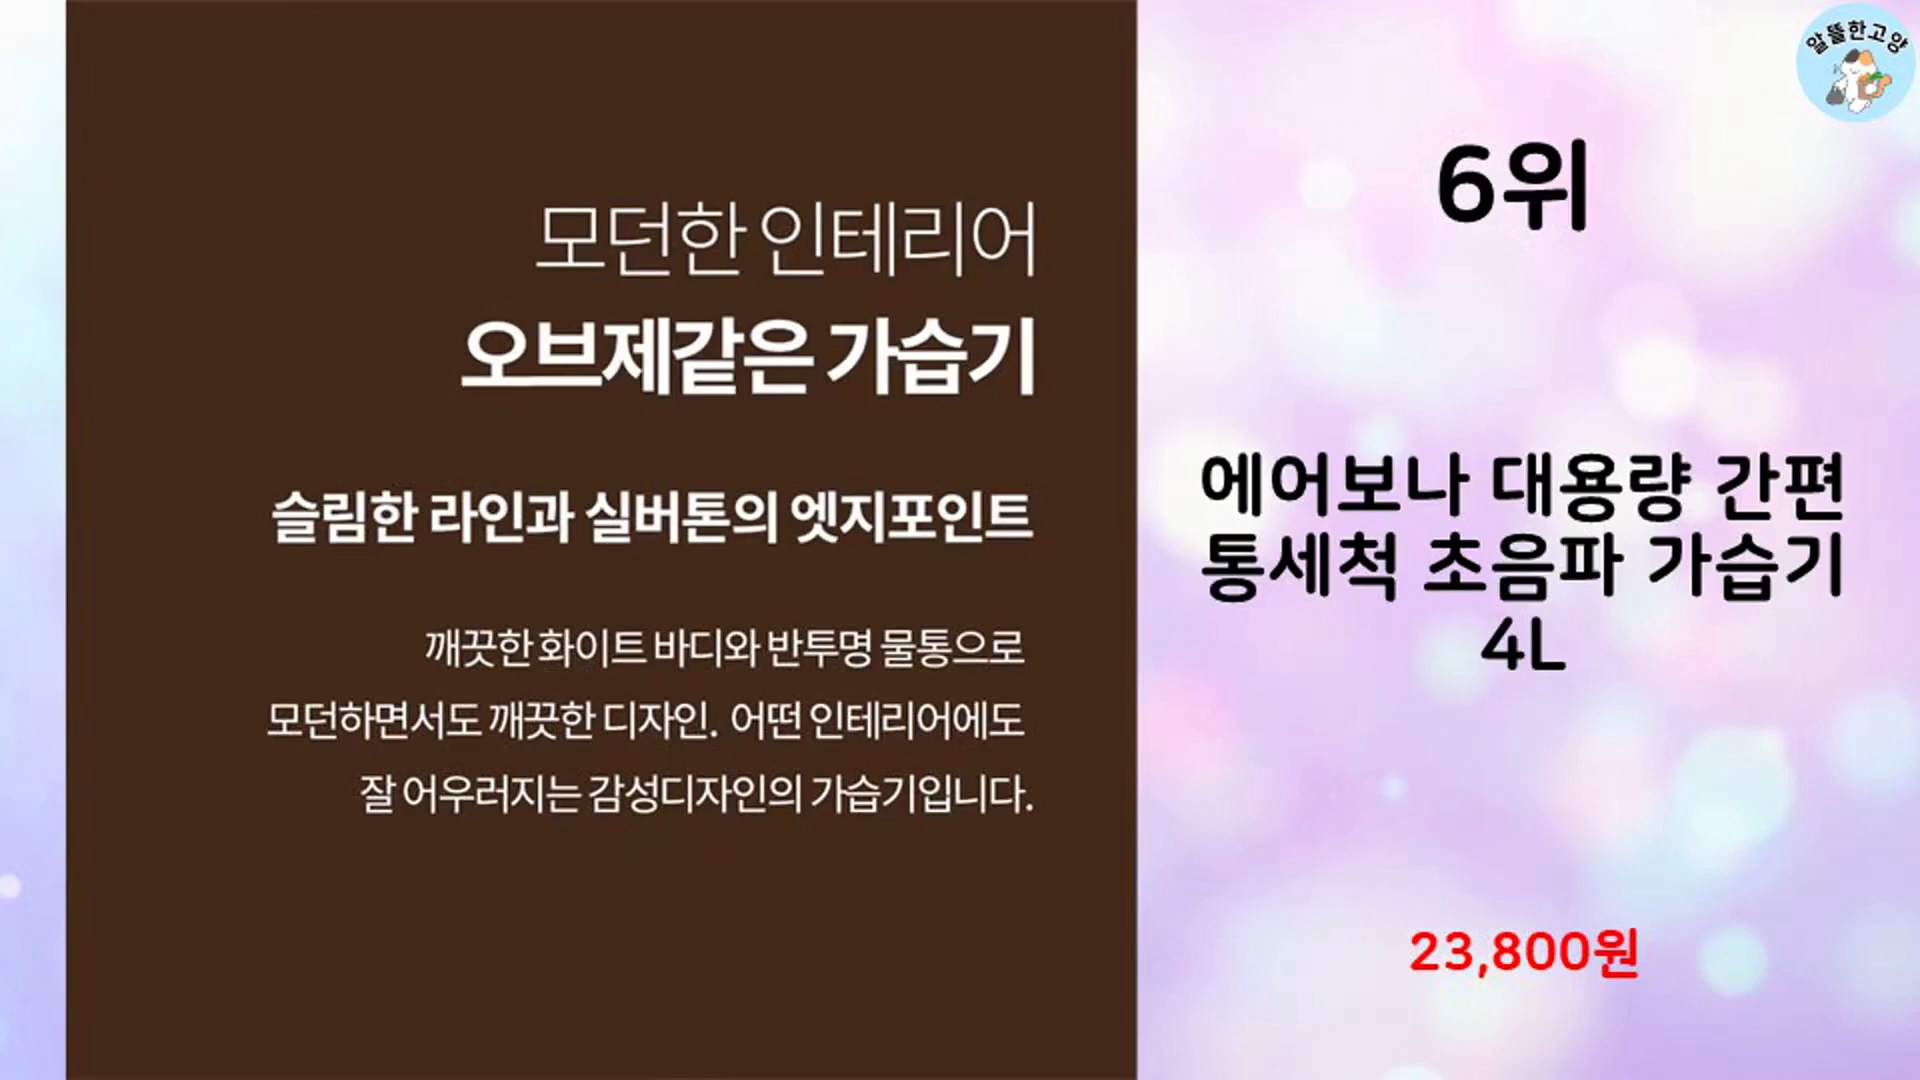 모던한 인테리어
오브제같은 가습기
슬림한 라인과 실버톤의 엣지포인트
깨끗한 화이트 바디와 반투명 물통으로
모던하면서도 깨끗한 디자인. 어떤 인테리어에도
잘 어우러지는 감성디자인의 가습기입니다.
알뜰한고양
6위
에어보나 대용량 간편
통세척 초음파 가습기
4L
23,800원